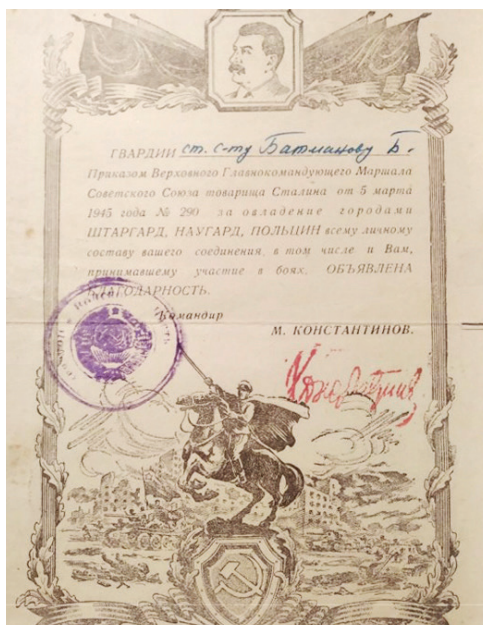 ГВАРДИИ ст. с-ту Батманову Б.
Приказом Верховного Главнокомандующего Маршала
Советского Союза товарища Сталина от 5 марта
1945 года № 290 за овладение городами
ШТАРГАРД, НАУГАРД, ПОЛЬЦИН всему личному
составу вашего соединения, в том числе и Вам,
принимавшему участие в боях, ОБЪЯВЛЕНА
БЛАГОДАРНОСТЬ.
Командир
М. КОНСТАНТИНОВ.